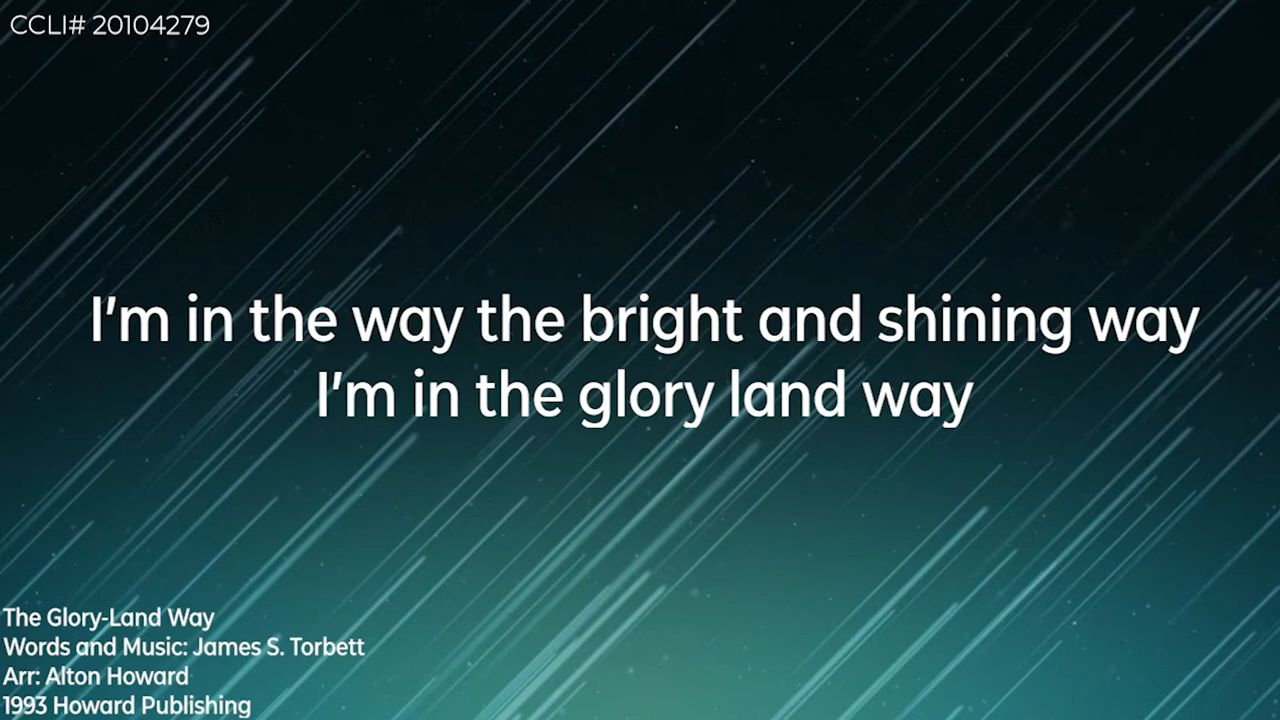 CCLI# 20104279
I'm in the way the bright and shining way
I'm in the glory land way
The Glory-Land Way
Words and Music: James S. Torbett
Arr: Alton Howard
1993 Howard Publishing